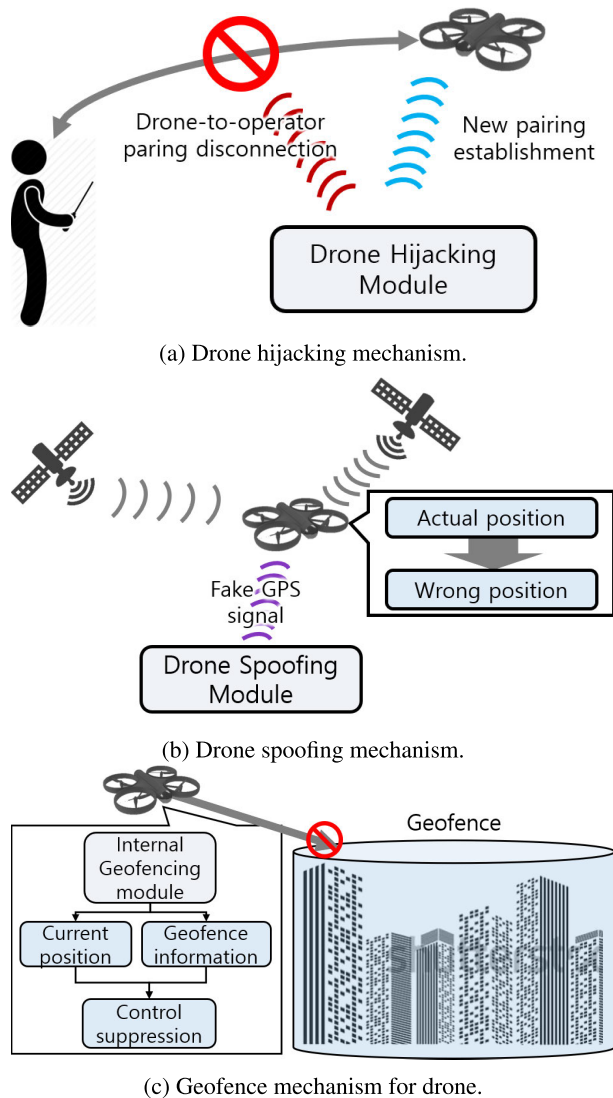 Drone-to-operator
paring disconnection
New pairing
establishment
Drone Hijacking
Module
(a) Drone hijacking mechanism.
Actual position
Wrong position
Fake GPS
signal
Drone Spoofing
Module
(b) Drone spoofing mechanism.
Geofence
Internal
Geofencing
module
Current
position
Geofence
information
Control
suppression
(c) Geofence mechanism for drone.